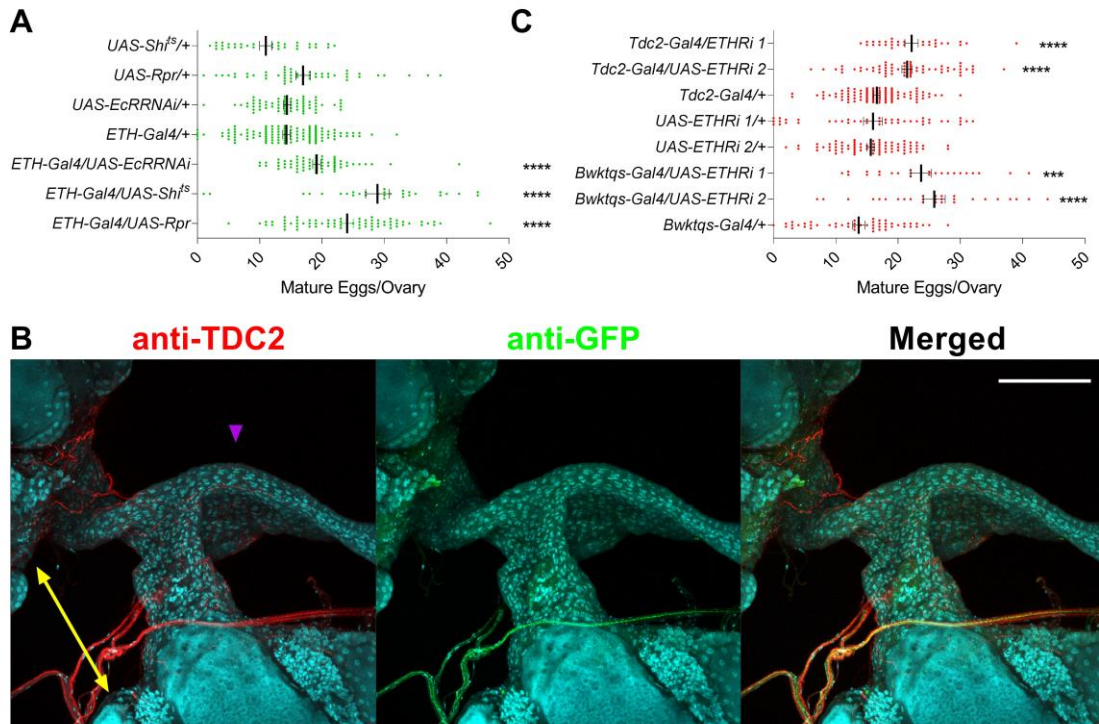 A
UAS-Shi^ts/+
UAS-Rpr/+
UAS-EcRRNAi/+
ETH-Gal4/+
ETH-Gal4/UAS-EcRRNAi ****
ETH-Gal4/UAS-Shi^ts ****
ETH-Gal4/UAS-Rpr ****
0 10 20 30 40 50
Mature Eggs/Ovary
C
Tdc2-Gal4/ETHRi 1 ****
Tdc2-Gal4/UAS-ETHRi 2 ****
Tdc2-Gal4/+
UAS-ETHRi 1/+
UAS-ETHRi 2/+
Bwktqs-Gal4/UAS-ETHRi 1 ***
Bwktqs-Gal4/UAS-ETHRi 2 ****
Bwktqs-Gal4/+
0 10 20 30 40 50
Mature Eggs/Ovary
B
anti-TDC2 anti-GFP Merged